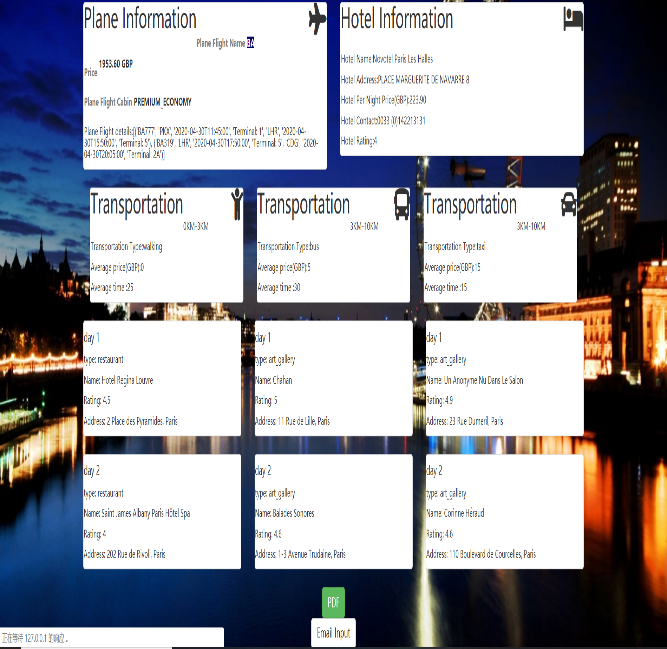 Plane Information
Plane Flight Name BA
Price 1953.60 GBP
Plane Flight Cabin PREMIUM_ECONOMY
Plane Flight details:[('BA777', 'PKX', '2020-04-30T11:45:00', 'Terminal: 1', 'LHR', '2020-04-
30T15:50:00', 'Terminal: 5'), ('BA319', 'LHR', '2020-04-30T17:50:00', 'Terminal: 5', 'CDG', '2020-
04-30T20:05:00', 'Terminal: 2A')]
Hotel Information
Hotel Name:Novotel Paris Les Halles
Hotel Address:PLACE MARGUERITE DE NAVARRE 8
Hotel Per Night Price(GBP):223.90
Hotel Contact:0033 (0)142213131
Hotel Rating:4
Transportation
0KM-3KM
Transportation Type:walking
Average price(GBP):0
Average time :25
Transportation
3KM-10KM
Transportation Type:bus
Average price(GBP):5
Average time :30
Transportation
3KM-10KM
Transportation Type:taxi
Average price(GBP):15
Average time :15
day 1
type: restaurant
Name: Hotel Regina Louvre
Rating: 4.5
Address: 2 Place des Pyramides, Paris
day 1
type: art_gallery
Name: Chahan
Rating: 5
Address: 11 Rue de Lille, Paris
day 1
type: art_gallery
Name: Un Anonyme Nu Dans Le Salon
Rating: 4.9
Address: 23 Rue Dumeril, Paris
day 2
type: restaurant
Name: Saint James Albany Paris Hôtel Spa
Rating: 4
Address: 202 Rue de Rivoli, Paris
day 2
type: art_gallery
Name: Balades Sonores
Rating: 4.6
Address: 1-3 Avenue Trudaine, Paris
day 2
type: art_gallery
Name: Corinne Héraud
Rating: 4.6
Address: 110 Boulevard de Courcelles, Paris
PDF
Email Input
正在等待 127.0.0.1 的响应...